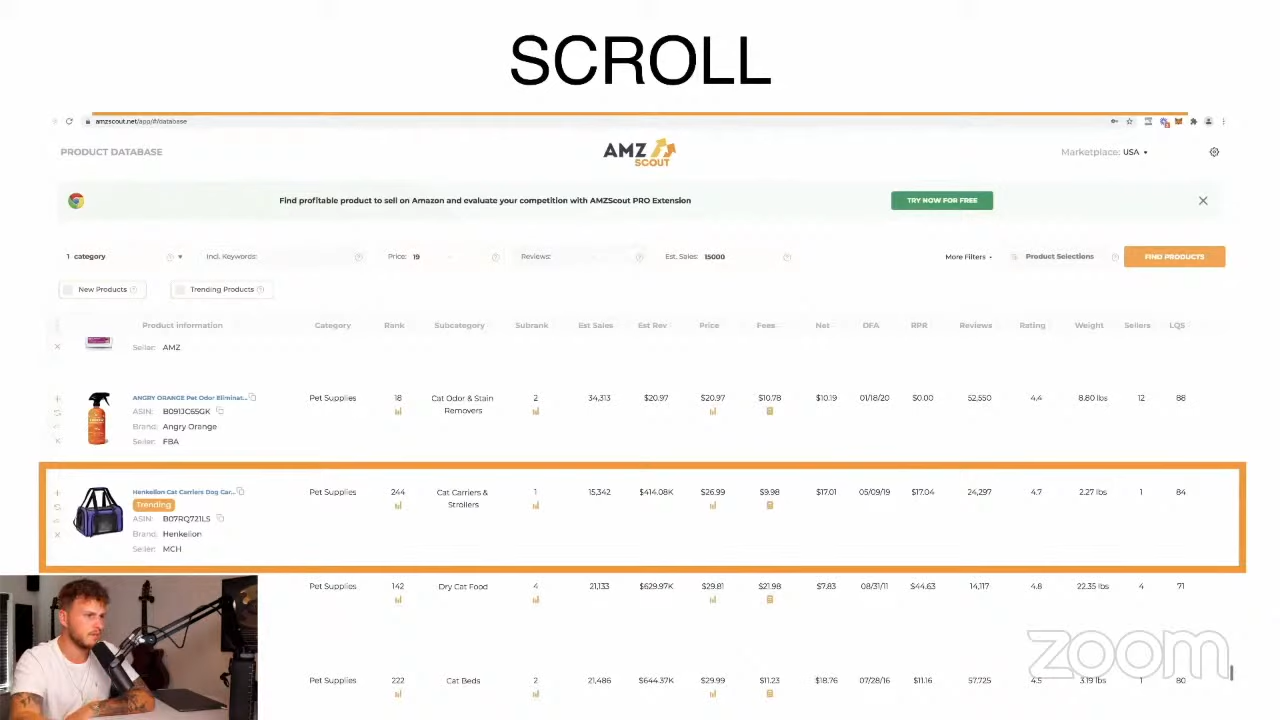 SCROLL
amzscout.net/app/#/database
PRODUCT DATABASE
AMZ
SCOUT
Marketplace: USA
Find profitable product to sell on Amazon and evaluate your competition with AMZScout PRO Extension
TRY NOW FOR FREE
1 category Incl. Keywords: Price: 19 - Reviews: - Est. Sales: 15000 More Filters Product Selections FIND PRODUCTS
New Products Trending Products
Product information Category Rank Subcategory Subrank Est Sales Est Rev Price Fees Net DFA RPR Reviews Rating Weight Sellers LQS
Seller: AMZ
ANGRY ORANGE Pet Odor Eliminat... Pet Supplies 18 Cat Odor & Stain 2 34,313 $20.97 $20.97 $10.78 $10.19 01/18/20 $0.00 52,550 4.4 8.80 lbs 12 88
ASIN: B091JC65GK Removers
Brand: Angry Orange
Seller: FBA
Henkelion Cat Carriers Dog Car... Pet Supplies 244 Cat Carriers & 1 15,342 $414.08K $26.99 $9.98 $17.01 05/09/19 $17.04 24,297 4.7 2.27 lbs 1 84
Trending Strollers
ASIN: B07RQ721LS
Brand: Henkelion
Seller: MCH
Pet Supplies 142 Dry Cat Food 4 21,133 $629.97K $29.81 $21.98 $7.83 08/31/11 $44.63 14,117 4.8 22.35 lbs 4 71
Pet Supplies 222 Cat Beds 2 21,486 $644.37K $29.99 $11.23 $18.76 07/28/16 $11.16 57,725 4.5 3.19 lbs 1 80
zoom